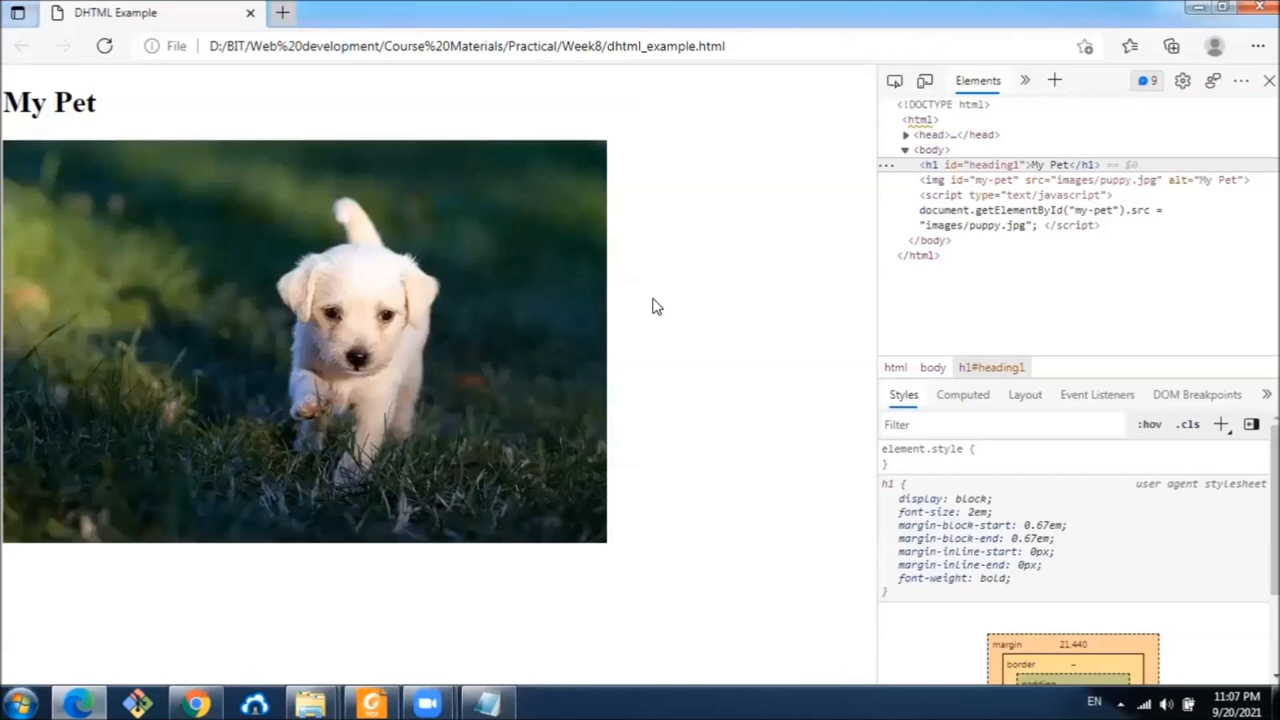 DHTML Example
File D:/BIT/Web%20development/Course%20Materials/Practical/Week8/dhtml_example.html
My Pet
Elements
9
<!DOCTYPE html>
<html>
<head>…</head>
<body>
<h1 id="heading1">My Pet</h1> == $0
<img id="my-pet" src="images/puppy.jpg" alt="My Pet">
<script type="text/javascript">
document.getElementById("my-pet").src =
"images/puppy.jpg"; </script>
</body>
</html>
html body h1#heading1
Styles Computed Layout Event Listeners DOM Breakpoints
Filter :hov .cls
element.style {
}
h1 { user agent stylesheet
display: block;
font-size: 2em;
margin-block-start: 0.67em;
margin-block-end: 0.67em;
margin-inline-start: 0px;
margin-inline-end: 0px;
font-weight: bold;
}
margin 21.440
border –
EN 11:07 PM
9/20/2021